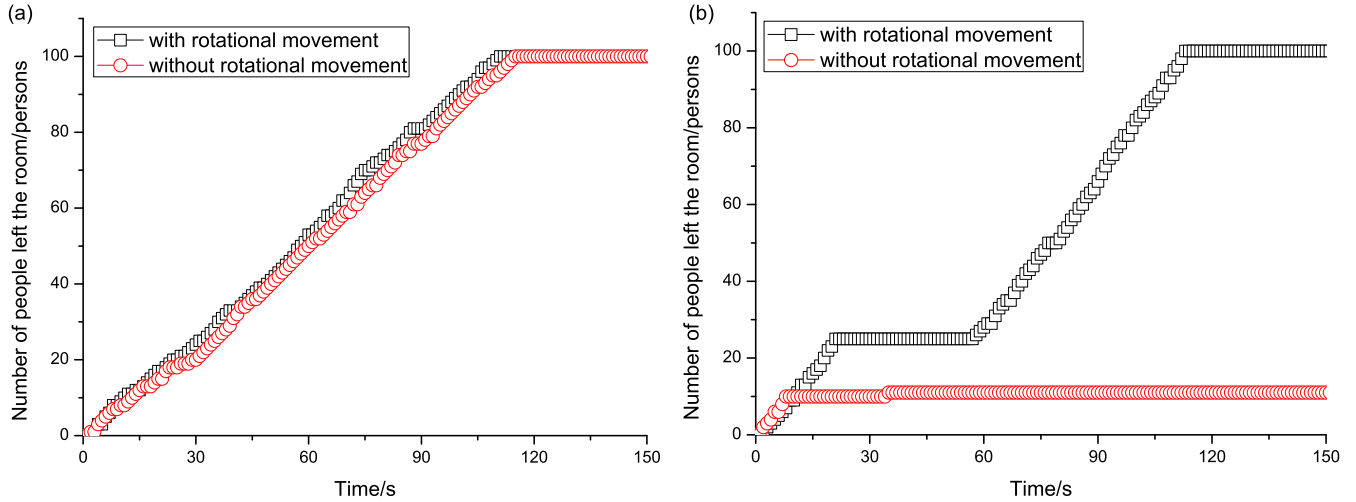 (a)
with rotational movement
without rotational movement
Number of people left the room/persons
100
80
60
40
20
0
0 30 60 90 120 150
Time/s
(b)
with rotational movement
without rotational movement
Number of people left the room/persons
100
80
60
40
20
0
0 30 60 90 120 150
Time/s